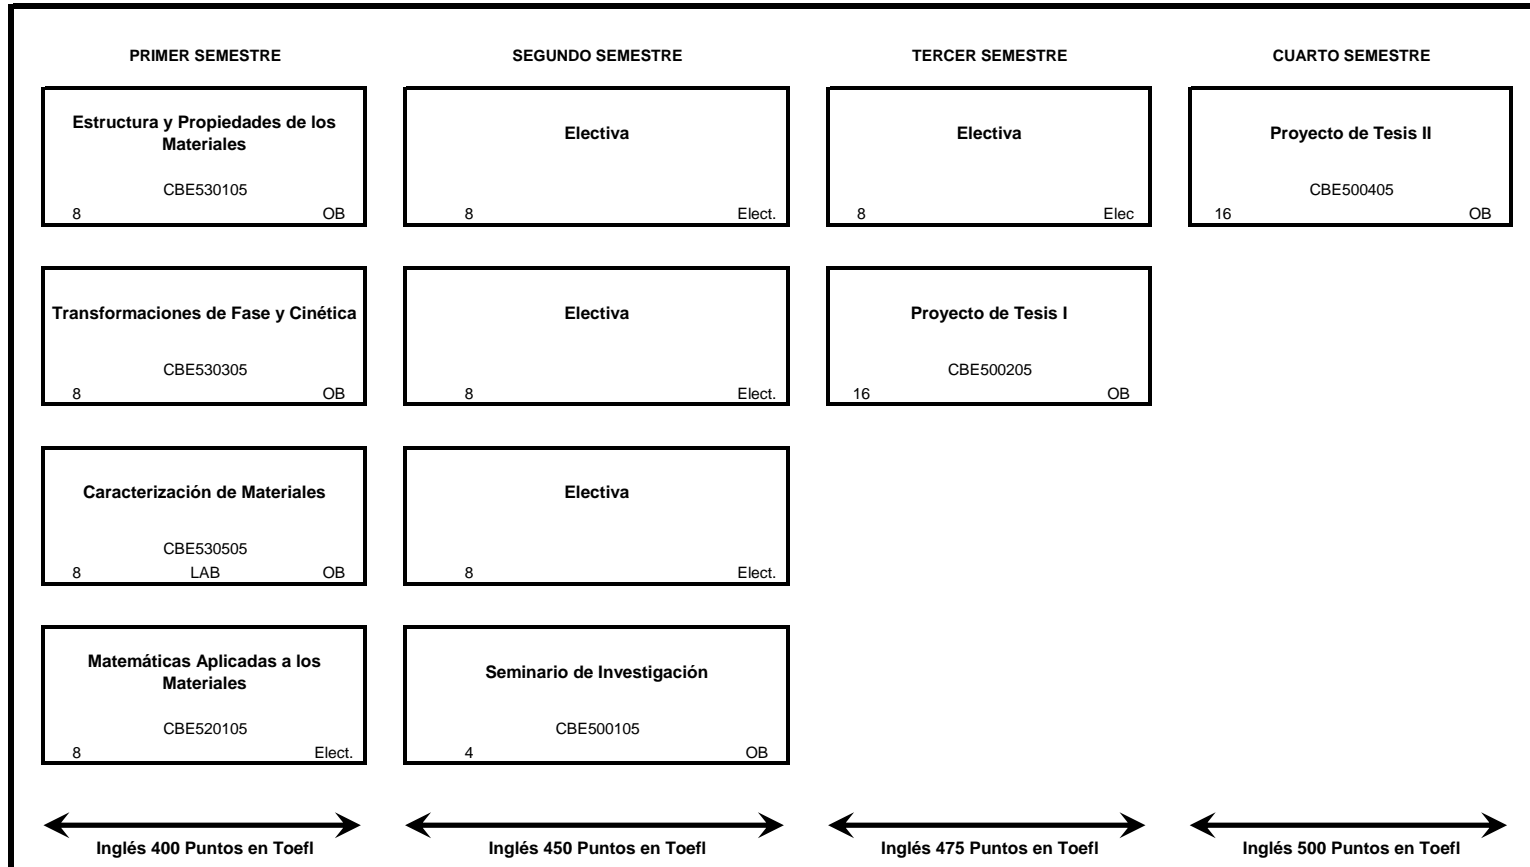 PRIMER SEMESTRE
SEGUNDO SEMESTRE
TERCER SEMESTRE
CUARTO SEMESTRE
Estructura y Propiedades de los
Materiales
CBE530105
8 OB
Electiva
8 Elect.
Electiva
8 Elec
Proyecto de Tesis II
CBE500405
16 OB
Transformaciones de Fase y Cinética
CBE530305
8 OB
Electiva
8 Elect.
Proyecto de Tesis I
CBE500205
16 OB
Caracterización de Materiales
CBE530505
8 LAB OB
Electiva
8 Elect.
Matemáticas Aplicadas a los
Materiales
CBE520105
8 Elect.
Seminario de Investigación
CBE500105
4 OB
Inglés 400 Puntos en Toefl
Inglés 450 Puntos en Toefl
Inglés 475 Puntos en Toefl
Inglés 500 Puntos en Toefl